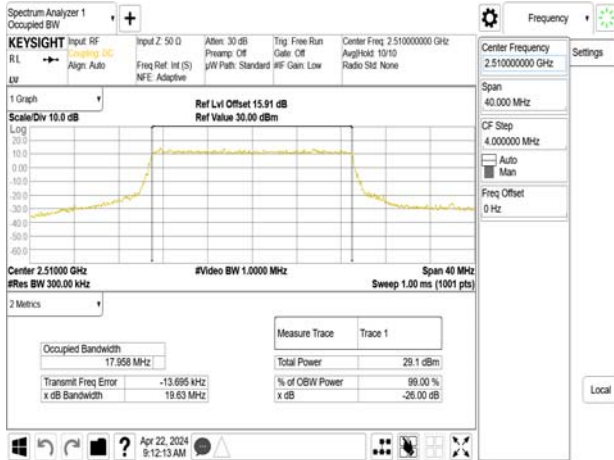 Spectrum Analyzer 1
Occupied BW
+
Frequency
KEYSIGHT
RL
LXI
Input: RF
Coupling: DC
Align: Auto
Input Z: 50 Ω
Freq Ref: Int (S)
NFE: Adaptive
Atten: 30 dB
Preamp: Off
µW Path: Standard
Trig: Free Run
Gate: Off
#IF Gain: Low
Center Freq: 2.510000000 GHz
Avg|Hold: 10/10
Radio Std: None
Center Frequency
2.510000000 GHz
Settings
Span
40.000 MHz
CF Step
4.000000 MHz
Auto
Man
Freq Offset
0 Hz
Local
1 Graph
Scale/Div 10.0 dB
Ref Lvl Offset 15.91 dB
Ref Value 30.00 dBm
Log
20.0
10.0
0.00
-10.0
-20.0
-30.0
-40.0
-50.0
-60.0
Center 2.51000 GHz
#Res BW 300.00 kHz
#Video BW 1.0000 MHz
Span 40 MHz
Sweep 1.00 ms (1001 pts)
2 Metrics
Occupied Bandwidth
17.958 MHz
Transmit Freq Error -13.695 kHz
x dB Bandwidth 19.63 MHz
Measure Trace Trace 1
Total Power 29.1 dBm
% of OBW Power 99.00 %
x dB -26.00 dB
?
Apr 22, 2024
9:12:13 AM